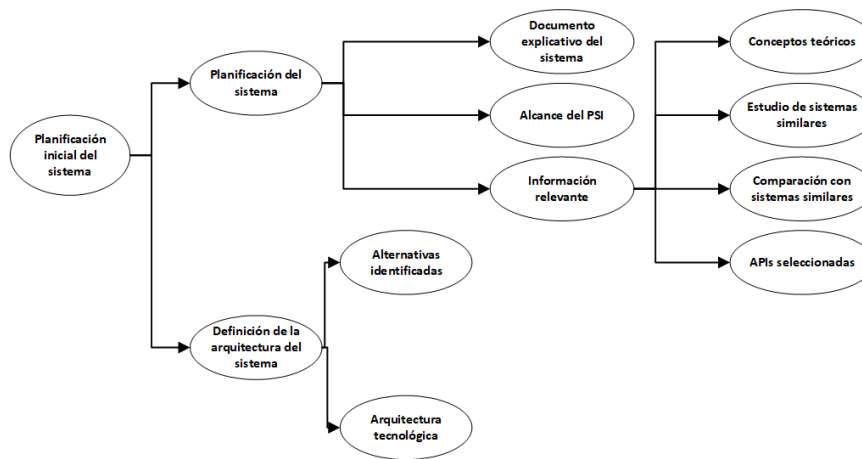 Planificación
inicial del
sistema
Planificación del
sistema
Documento
explicativo del
sistema
Alcance del PSI
Información
relevante
Conceptos teóricos
Estudio de sistemas
similares
Comparación con
sistemas similares
APIs seleccionadas
Definición de la
arquitectura del
sistema
Alternativas
identificadas
Arquitectura
tecnológica